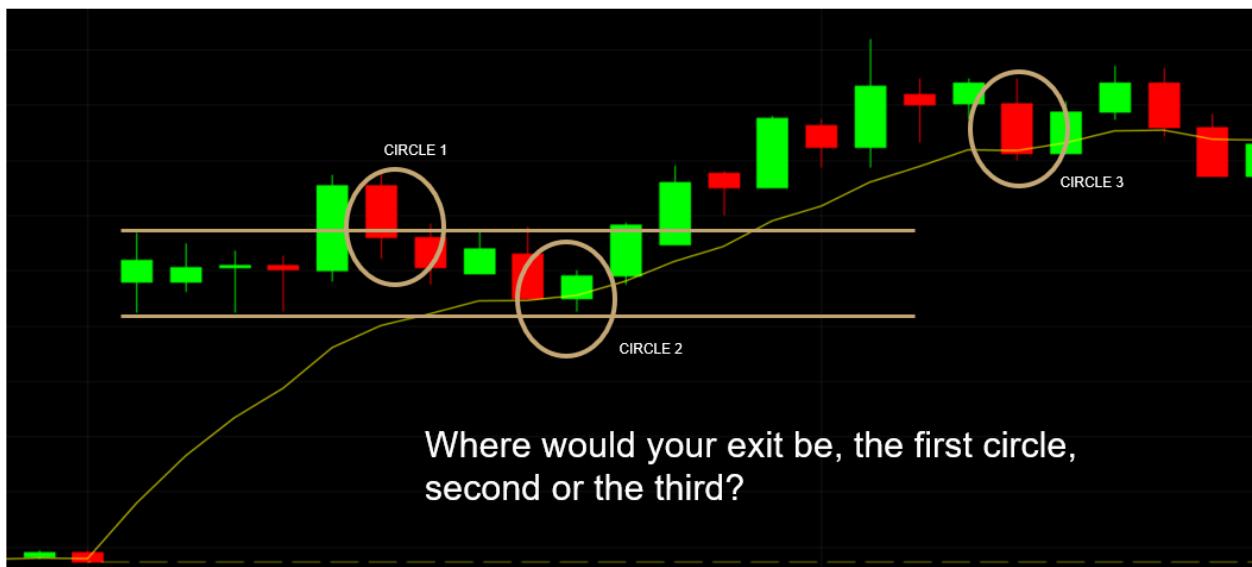 CIRCLE 1
CIRCLE 3
CIRCLE 2
Where would your exit be, the first circle,
second or the third?